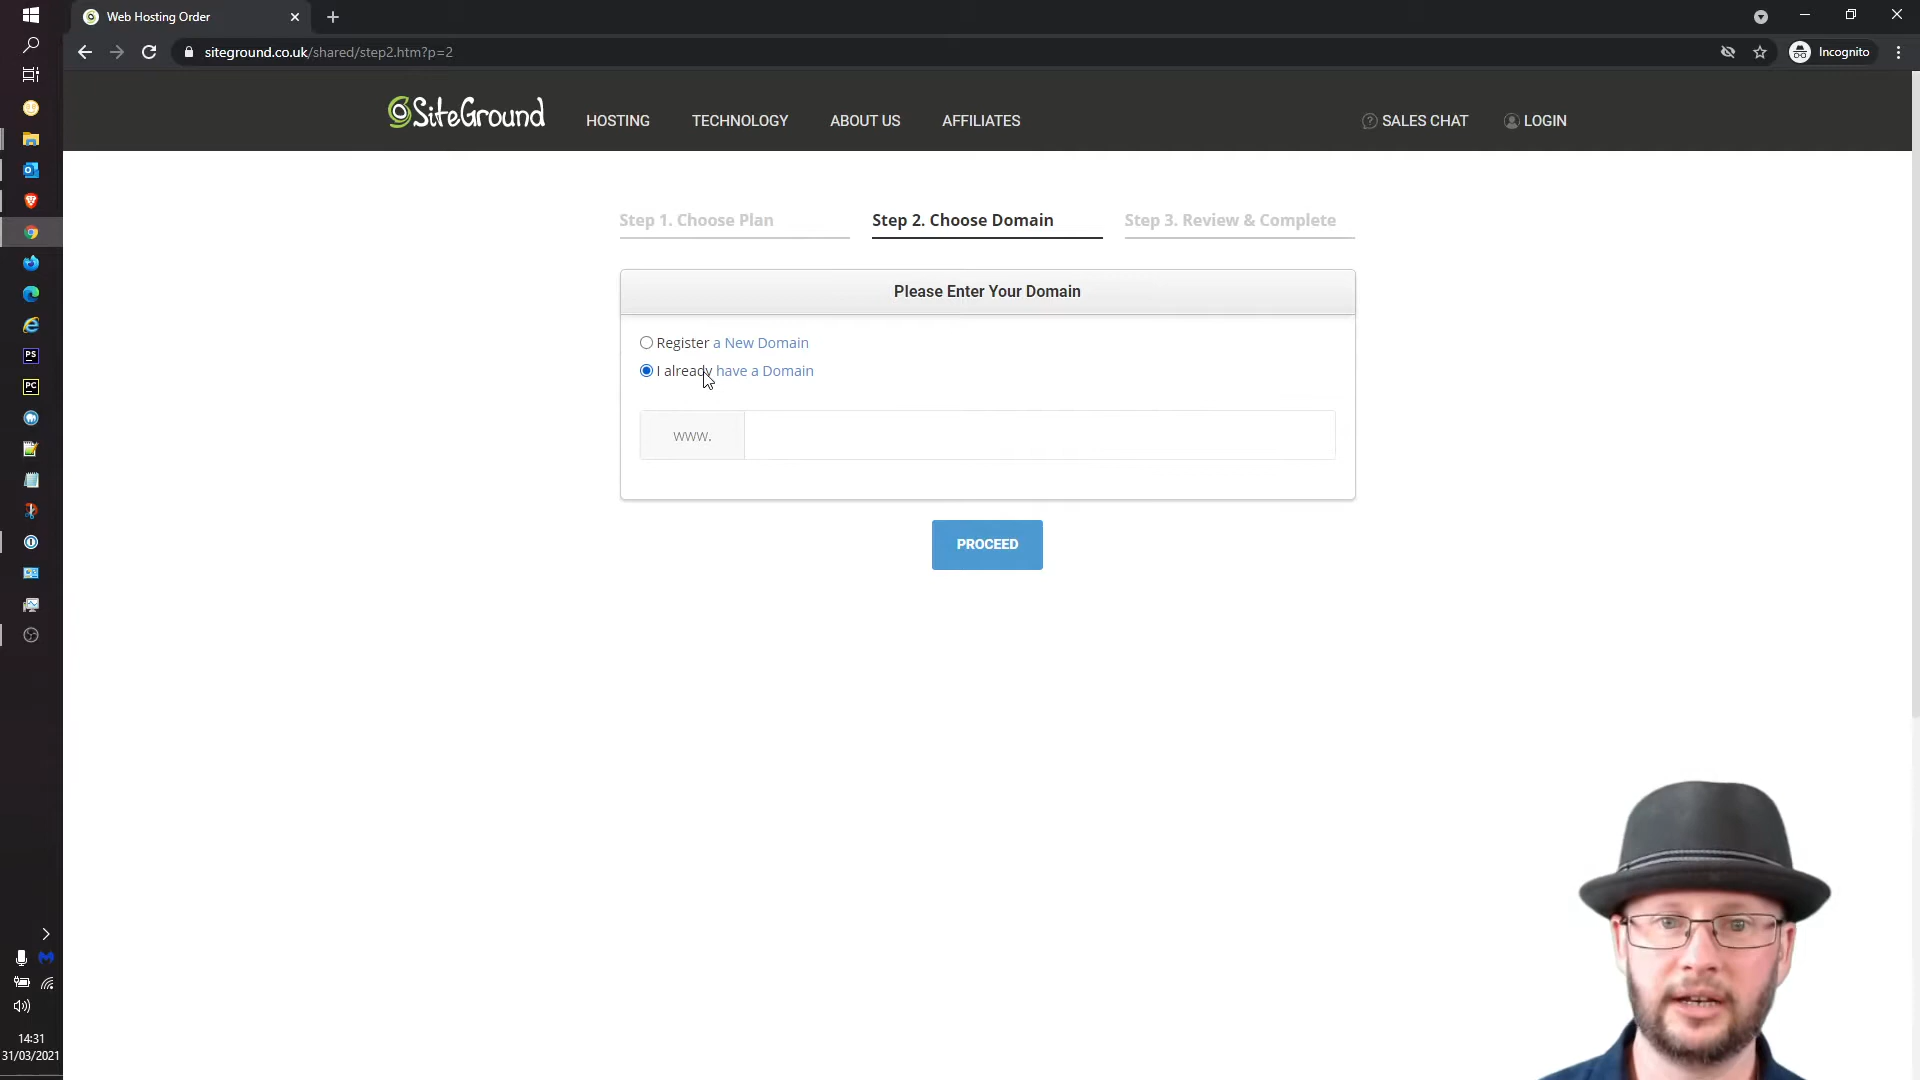 Web Hosting Order
siteground.co.uk/shared/step2.htm?p=2
Incognito
SiteGround
HOSTING
TECHNOLOGY
ABOUT US
AFFILIATES
SALES CHAT
LOGIN
Step 1. Choose Plan
Step 2. Choose Domain
Step 3. Review & Complete
Please Enter Your Domain
Register a New Domain
I already have a Domain
www.
PROCEED
PS
PC
14:31
31/03/2021